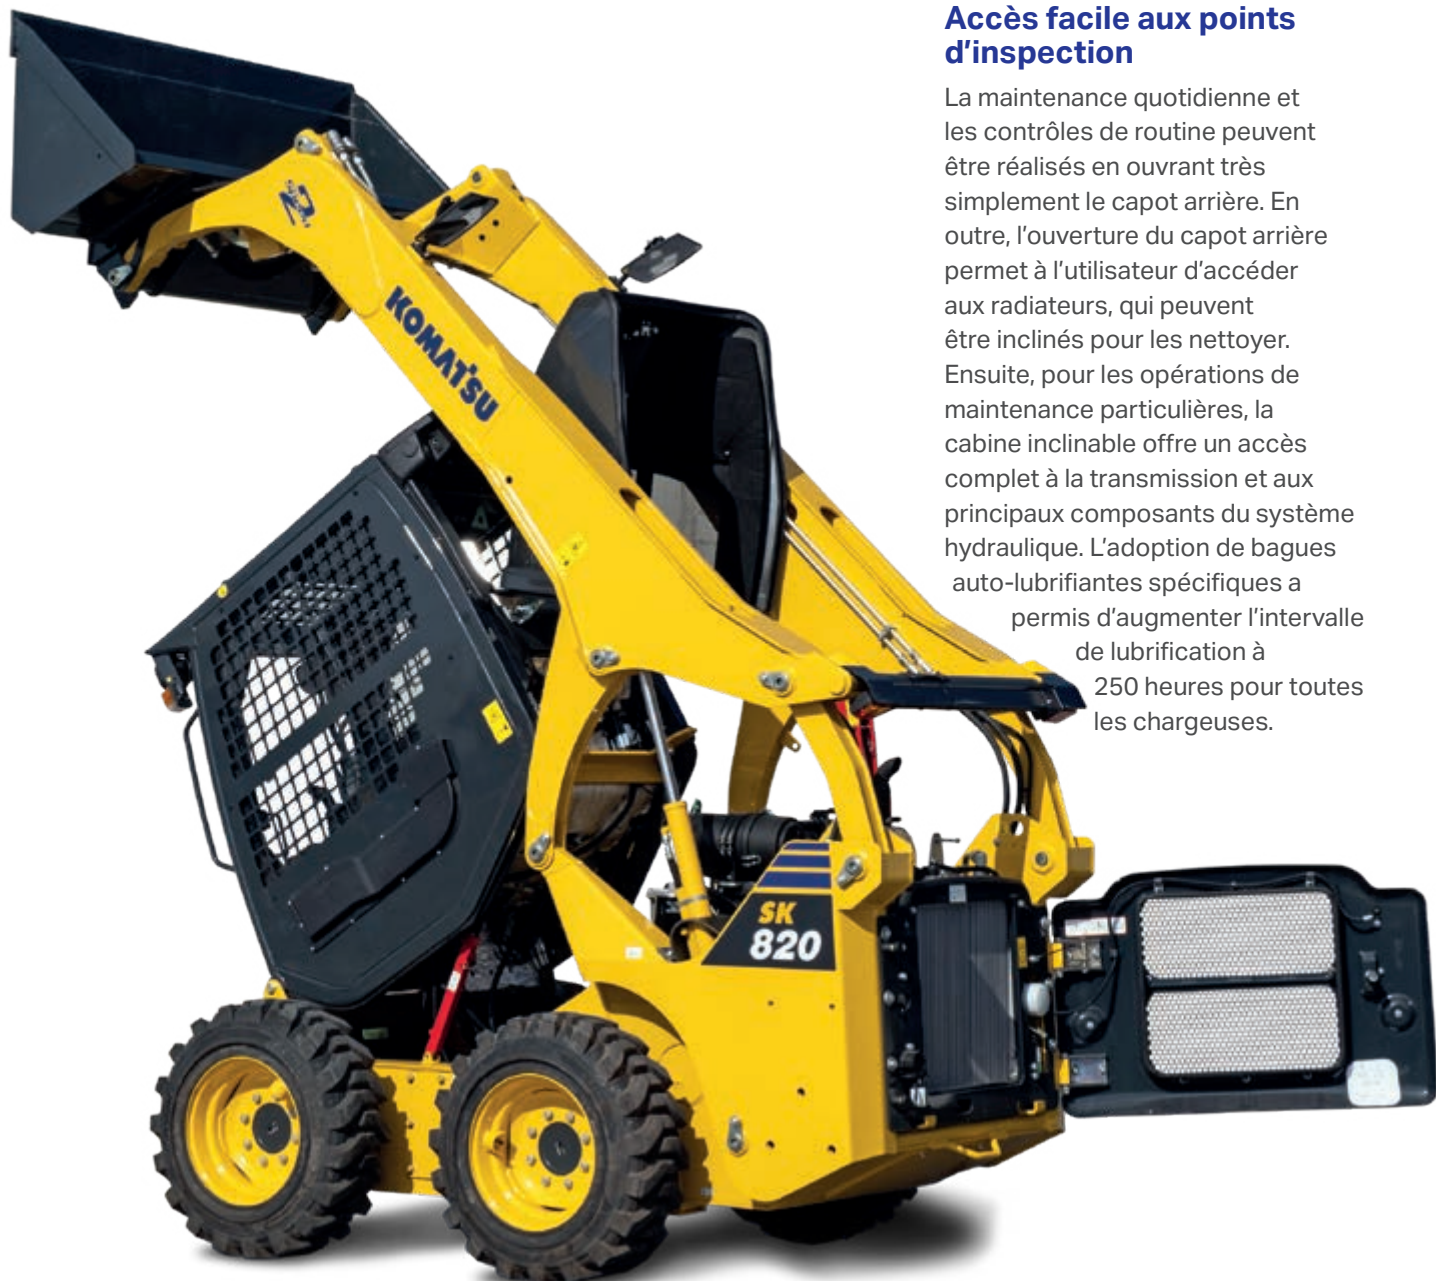 Accès facile aux points
d'inspection
La maintenance quotidienne et
les contrôles de routine peuvent
être réalisés en ouvrant très
simplement le capot arrière. En
outre, l'ouverture du capot arrière
permet à l'utilisateur d'accéder
aux radiateurs, qui peuvent
être inclinés pour les nettoyer.
Ensuite, pour les opérations de
maintenance particulières, la
cabine inclinable offre un accès
complet à la transmission et aux
principaux composants du système
hydraulique. L'adoption de bagues
auto-lubrifiantes spécifiques a
permis d'augmenter l'intervalle
de lubrification à
250 heures pour toutes
les chargeuses.
KOMATSU
SK
820